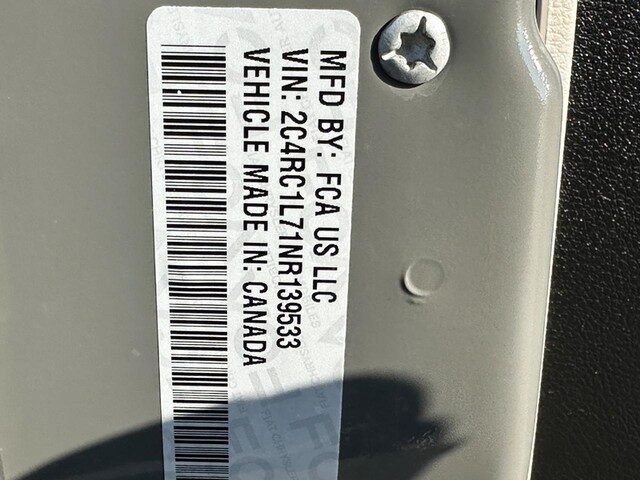 MFD BY: FCA US LLC
VIN: 2C4RC1L71NR139533
VEHICLE MADE IN: CANADA